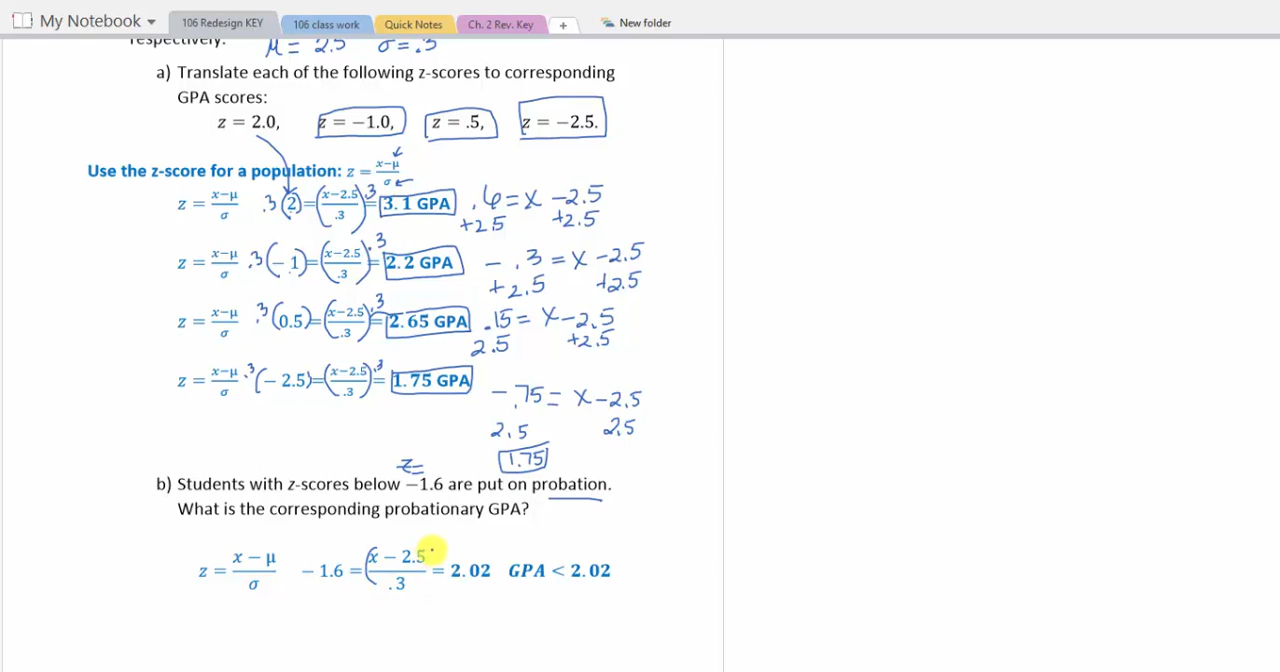 My Notebook 106 Redesign KEY 106 class work Quick Notes Ch. 2 Rev. Key + New folder
respectively. μ = 2.5 σ = .3
a) Translate each of the following z-scores to corresponding
GPA scores:
z = 2.0, z = −1.0, z = .5, z = −2.5.
Use the z-score for a population: z = x−μ/σ
z = x−μ/σ .3(2)=(x−2.5/.3).3= 3.1 GPA .6 = x − 2.5
+2.5 +2.5
z = x−μ/σ .3(−1)=(x−2.5/.3).3= 2.2 GPA − .3 = x − 2.5
+2.5 +2.5
z = x−μ/σ .3(0.5)=(x−2.5/.3).3= 2.65 GPA .15 = x − 2.5
2.5 +2.5
z = x−μ/σ .3(− 2.5)=(x−2.5/.3).3= 1.75 GPA − .75 = x − 2.5
2.5 2.5
1.75
z=
b) Students with z-scores below −1.6 are put on probation.
What is the corresponding probationary GPA?
z = x − μ/σ − 1.6 = (x − 2.5/.3 = 2.02 GPA < 2.02